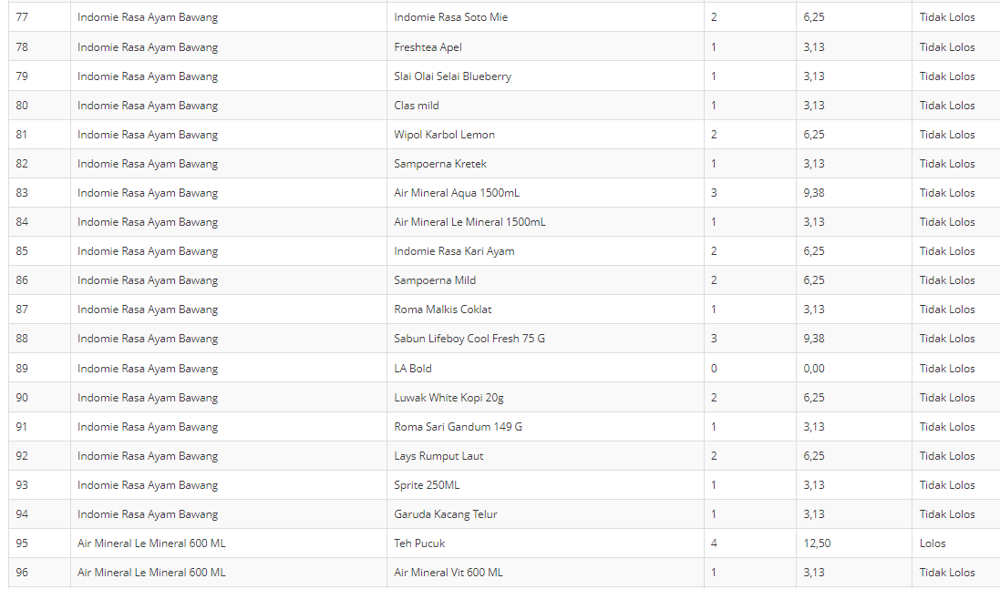 77 Indomie Rasa Ayam Bawang Indomie Rasa Soto Mie 2 6,25 Tidak Lolos
78 Indomie Rasa Ayam Bawang Freshtea Apel 1 3,13 Tidak Lolos
79 Indomie Rasa Ayam Bawang Slai Olai Selai Blueberry 1 3,13 Tidak Lolos
80 Indomie Rasa Ayam Bawang Clas mild 1 3,13 Tidak Lolos
81 Indomie Rasa Ayam Bawang Wipol Karbol Lemon 2 6,25 Tidak Lolos
82 Indomie Rasa Ayam Bawang Sampoerna Kretek 1 3,13 Tidak Lolos
83 Indomie Rasa Ayam Bawang Air Mineral Aqua 1500mL 3 9,38 Tidak Lolos
84 Indomie Rasa Ayam Bawang Air Mineral Le Mineral 1500mL 1 3,13 Tidak Lolos
85 Indomie Rasa Ayam Bawang Indomie Rasa Kari Ayam 2 6,25 Tidak Lolos
86 Indomie Rasa Ayam Bawang Sampoerna Mild 2 6,25 Tidak Lolos
87 Indomie Rasa Ayam Bawang Roma Malkis Coklat 1 3,13 Tidak Lolos
88 Indomie Rasa Ayam Bawang Sabun Lifeboy Cool Fresh 75 G 3 9,38 Tidak Lolos
89 Indomie Rasa Ayam Bawang LA Bold 0 0,00 Tidak Lolos
90 Indomie Rasa Ayam Bawang Luwak White Kopi 20g 2 6,25 Tidak Lolos
91 Indomie Rasa Ayam Bawang Roma Sari Gandum 149 G 1 3,13 Tidak Lolos
92 Indomie Rasa Ayam Bawang Lays Rumput Laut 2 6,25 Tidak Lolos
93 Indomie Rasa Ayam Bawang Sprite 250ML 1 3,13 Tidak Lolos
94 Indomie Rasa Ayam Bawang Garuda Kacang Telur 1 3,13 Tidak Lolos
95 Air Mineral Le Mineral 600 ML Teh Pucuk 4 12,50 Lolos
96 Air Mineral Le Mineral 600 ML Air Mineral Vit 600 ML 1 3,13 Tidak Lolos